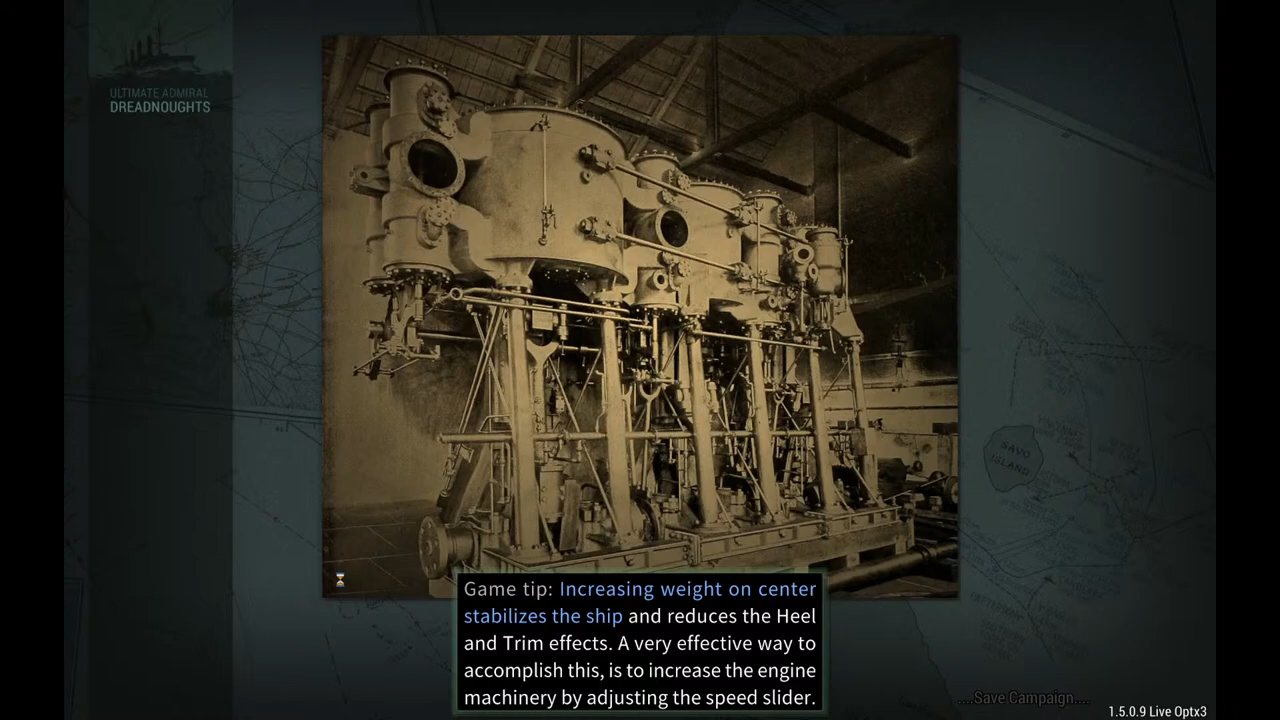 ULTIMATE ADMIRAL
DREADNOUGHTS
SAVO
ISLAND
Game tip: Increasing weight on center
stabilizes the ship and reduces the Heel
and Trim effects. A very effective way to
accomplish this, is to increase the engine
machinery by adjusting the speed slider.
....Save Campaign....
1.5.0.9 Live Optx3